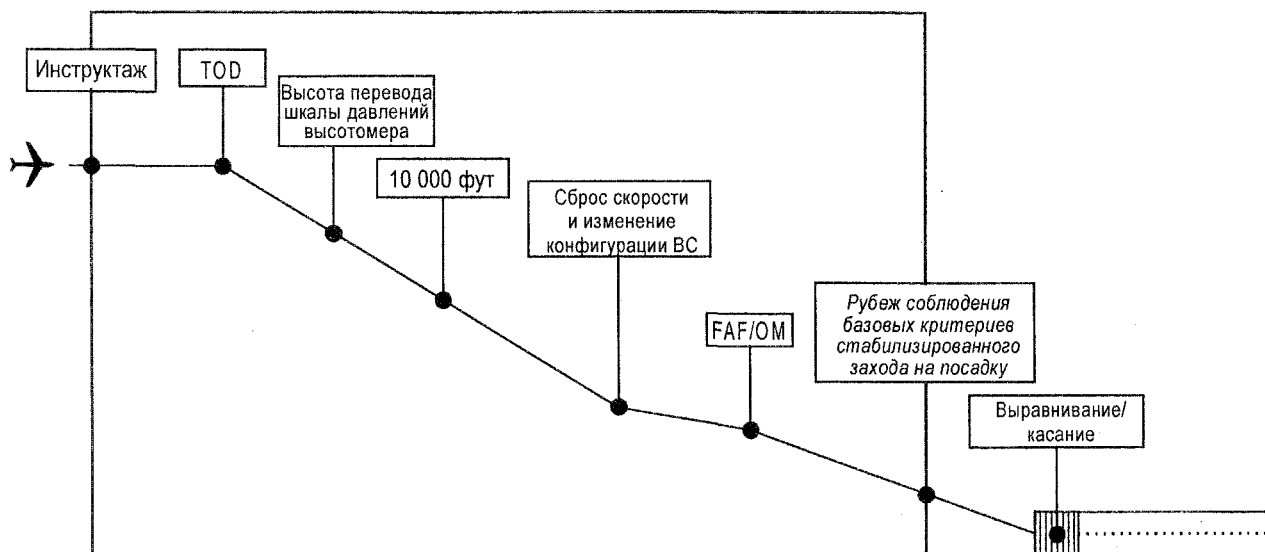 Инструктаж
TOD
Высота перевода
шкалы давлений
высотомера
10 000 фут
Сброс скорости
и изменение
конфигурации ВС
FAF/OM
Рубеж соблюдения
базовых критериев
стабилизированного
захода на посадку
Выравнивание/
касание